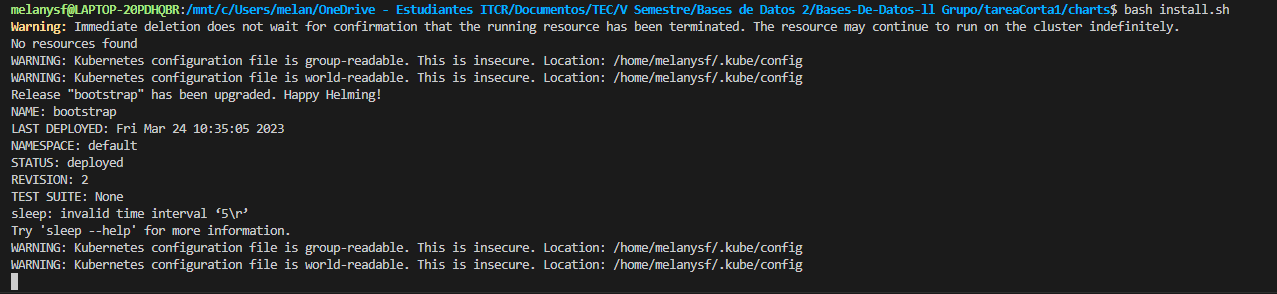 melanysf@LAPTOP-20PDHQBR:/mnt/c/Users/melan/OneDrive - Estudiantes ITCR/Documentos/TEC/V Semestre/Bases de Datos 2/Bases-De-Datos-ll Grupo/tareaCorta1/charts$ bash install.sh
Warning: Immediate deletion does not wait for confirmation that the running resource has been terminated. The resource may continue to run on the cluster indefinitely.
No resources found
WARNING: Kubernetes configuration file is group-readable. This is insecure. Location: /home/melanysf/.kube/config
WARNING: Kubernetes configuration file is world-readable. This is insecure. Location: /home/melanysf/.kube/config
Release "bootstrap" has been upgraded. Happy Helming!
NAME: bootstrap
LAST DEPLOYED: Fri Mar 24 10:35:05 2023
NAMESPACE: default
STATUS: deployed
REVISION: 2
TEST SUITE: None
sleep: invalid time interval ‘5\r’
Try 'sleep --help' for more information.
WARNING: Kubernetes configuration file is group-readable. This is insecure. Location: /home/melanysf/.kube/config
WARNING: Kubernetes configuration file is world-readable. This is insecure. Location: /home/melanysf/.kube/config